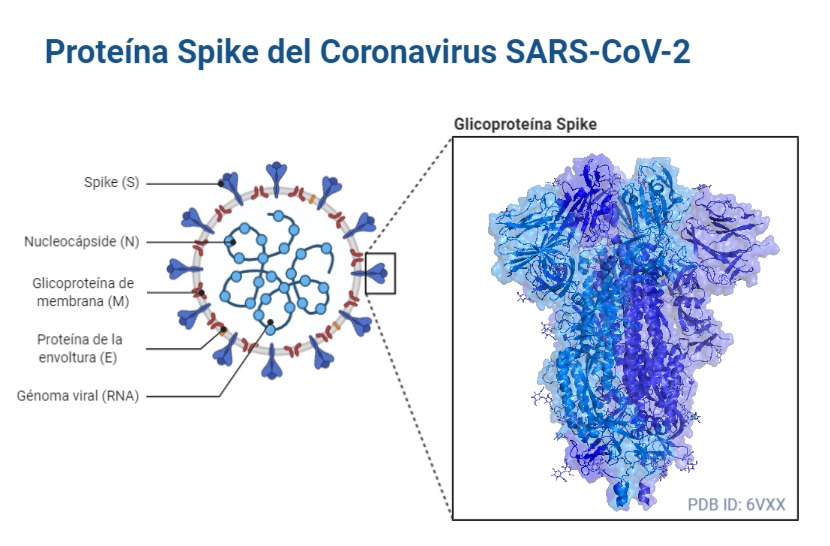 Proteína Spike del Coronavirus SARS-CoV-2
Glicoproteína Spike
Spike (S)
Nucleocápside (N)
Glicoproteína de
membrana (M)
Proteína de la
envoltura (E)
Génoma viral (RNA)
PDB ID: 6VXX